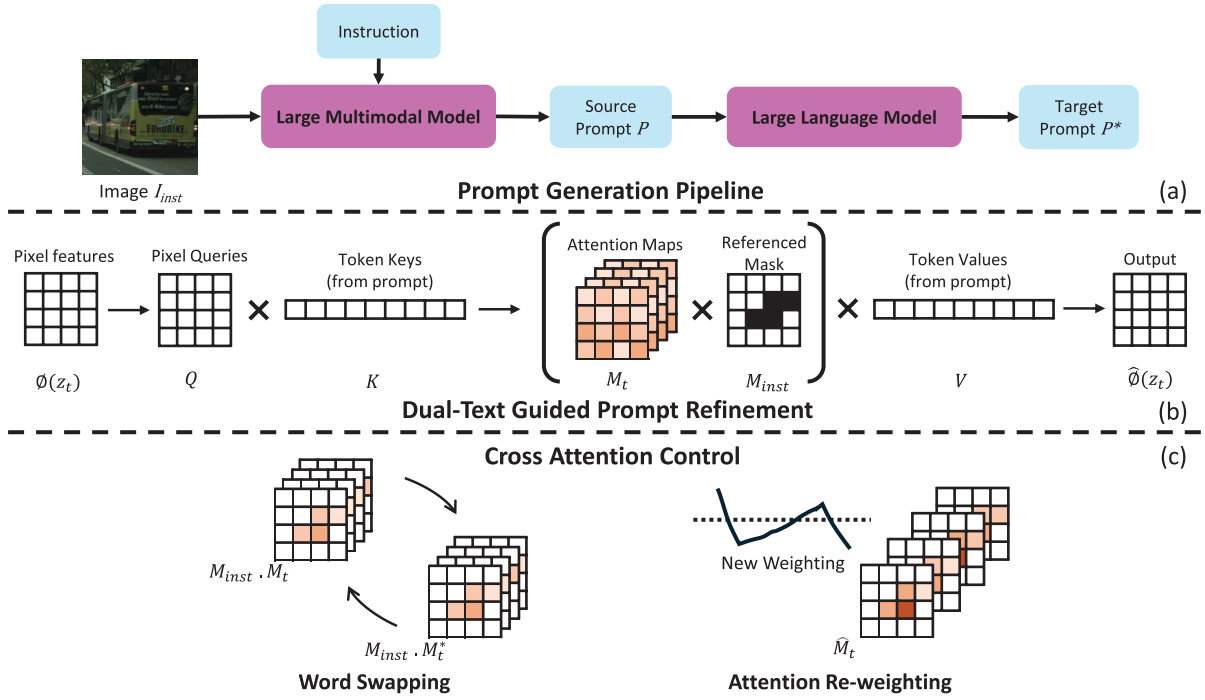 Instruction
Large Multimodal Model
Source
Prompt P
Large Language Model
Target
Prompt P*
EUROBIKE
Image I_inst
Prompt Generation Pipeline
(a)
Pixel features
Pixel Queries
Token Keys
(from prompt)
Attention Maps
Referenced
Mask
Token Values
(from prompt)
Output
× × ×
∅(z_t)
Q
K
M_t
M_inst
V
∅̂(z_t)
Dual-Text Guided Prompt Refinement
(b)
Cross Attention Control
(c)
New Weighting
M_inst . M_t
M_inst . M_t^*
M̂_t
Word Swapping
Attention Re-weighting